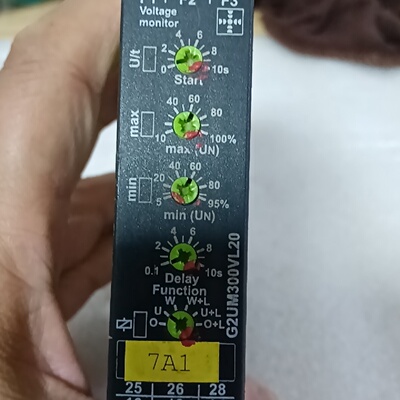 F1 F2 F3
Voltage
monitor
U/t
0 2 4 6 8 10s
Start
max
10 40 60 80 100%
max (UN)
min
5 20 40 60 80 95%
min (UN)
0.1 2 4 6 8 10s
Delay
Function
O U W W+L U+L O+L
G2UM300VL20
7A1
25 26 28